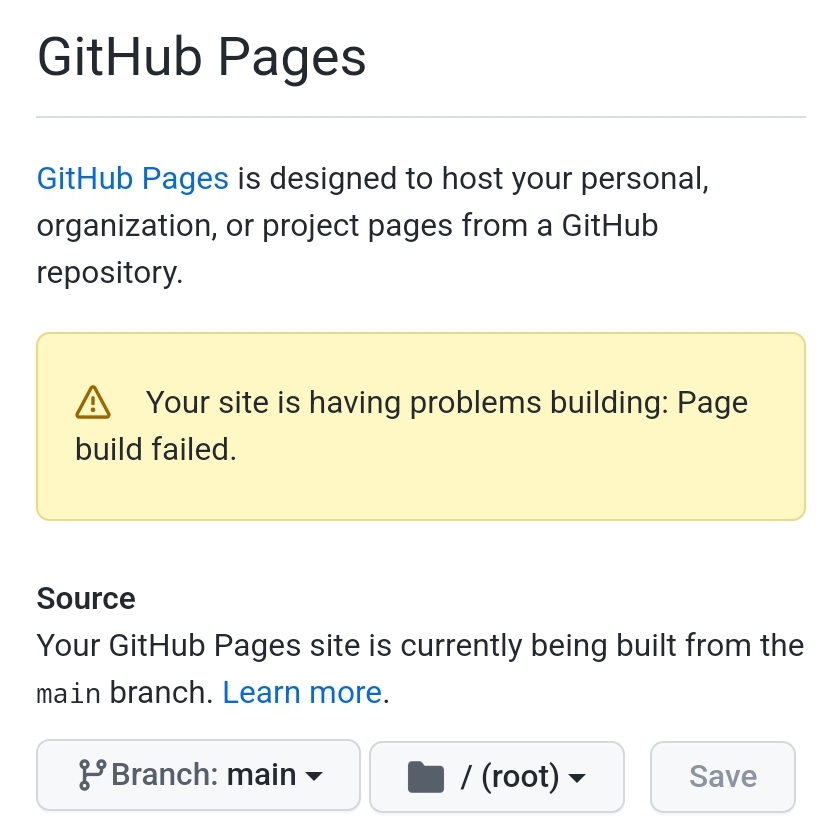 GitHub Pages
GitHub Pages is designed to host your personal,
organization, or project pages from a GitHub
repository.
Your site is having problems building: Page
build failed.
Source
Your GitHub Pages site is currently being built from the
main branch. Learn more.
Branch: main / (root) Save